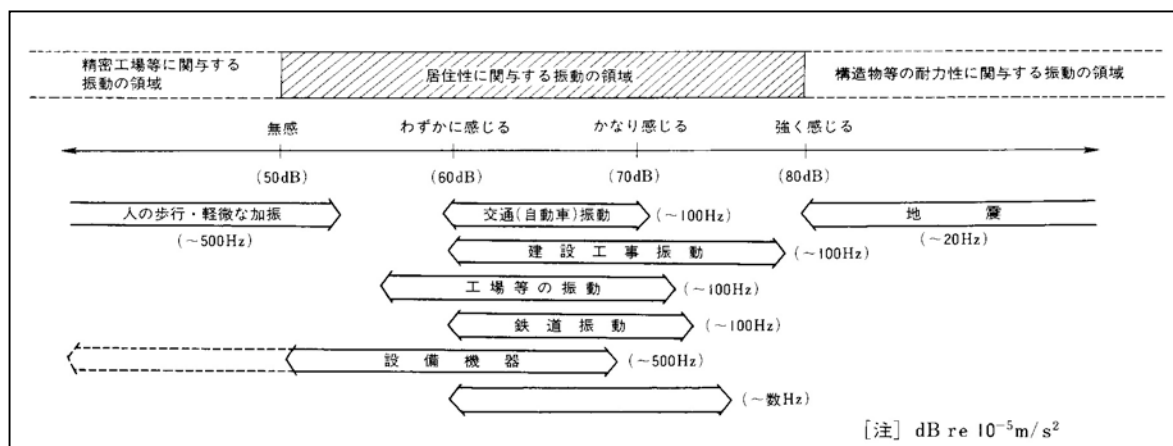 精密工場等に関与する
振動の領域
居住性に関与する振動の領域
構造物等の耐力性に関与する振動の領域
無感
わずかに感じる
かなり感じる
強く感じる
(50dB)
(60dB)
(70dB)
(80dB)
人の歩行・軽微な加振
(~500Hz)
交通(自動車)振動
(~100Hz)
地震
(~20Hz)
建設工事振動
(~100Hz)
工場等の振動
(~100Hz)
鉄道振動
(~100Hz)
設備機器
(~500Hz)
(~数Hz)
[注] dB re 10⁻⁵m/s²